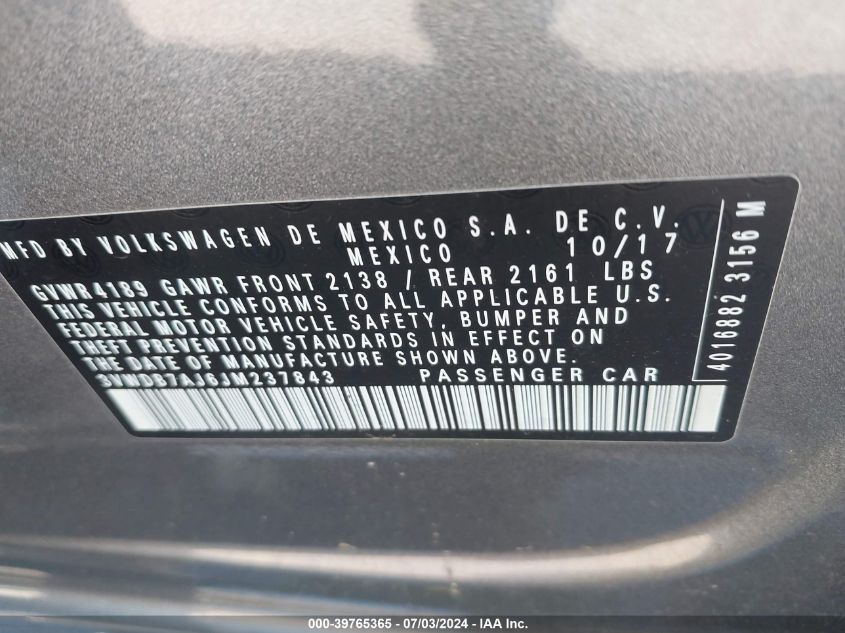 MFD BY VOLKSWAGEN DE MEXICO S.A. DE C.V.
MEXICO 10/17
GVWR4189 GAWR FRONT 2138 / REAR 2161 LBS
THIS VEHICLE CONFORMS TO ALL APPLICABLE U.S.
FEDERAL MOTOR VEHICLE SAFETY, BUMPER AND
THEFT PREVENTION STANDARDS IN EFFECT ON
THE DATE OF MANUFACTURE SHOWN ABOVE.
3VWDB7AJ6JM237843 PASSENGER CAR
4016882 3156 M
000-39765365 - 07/03/2024 - IAA Inc.